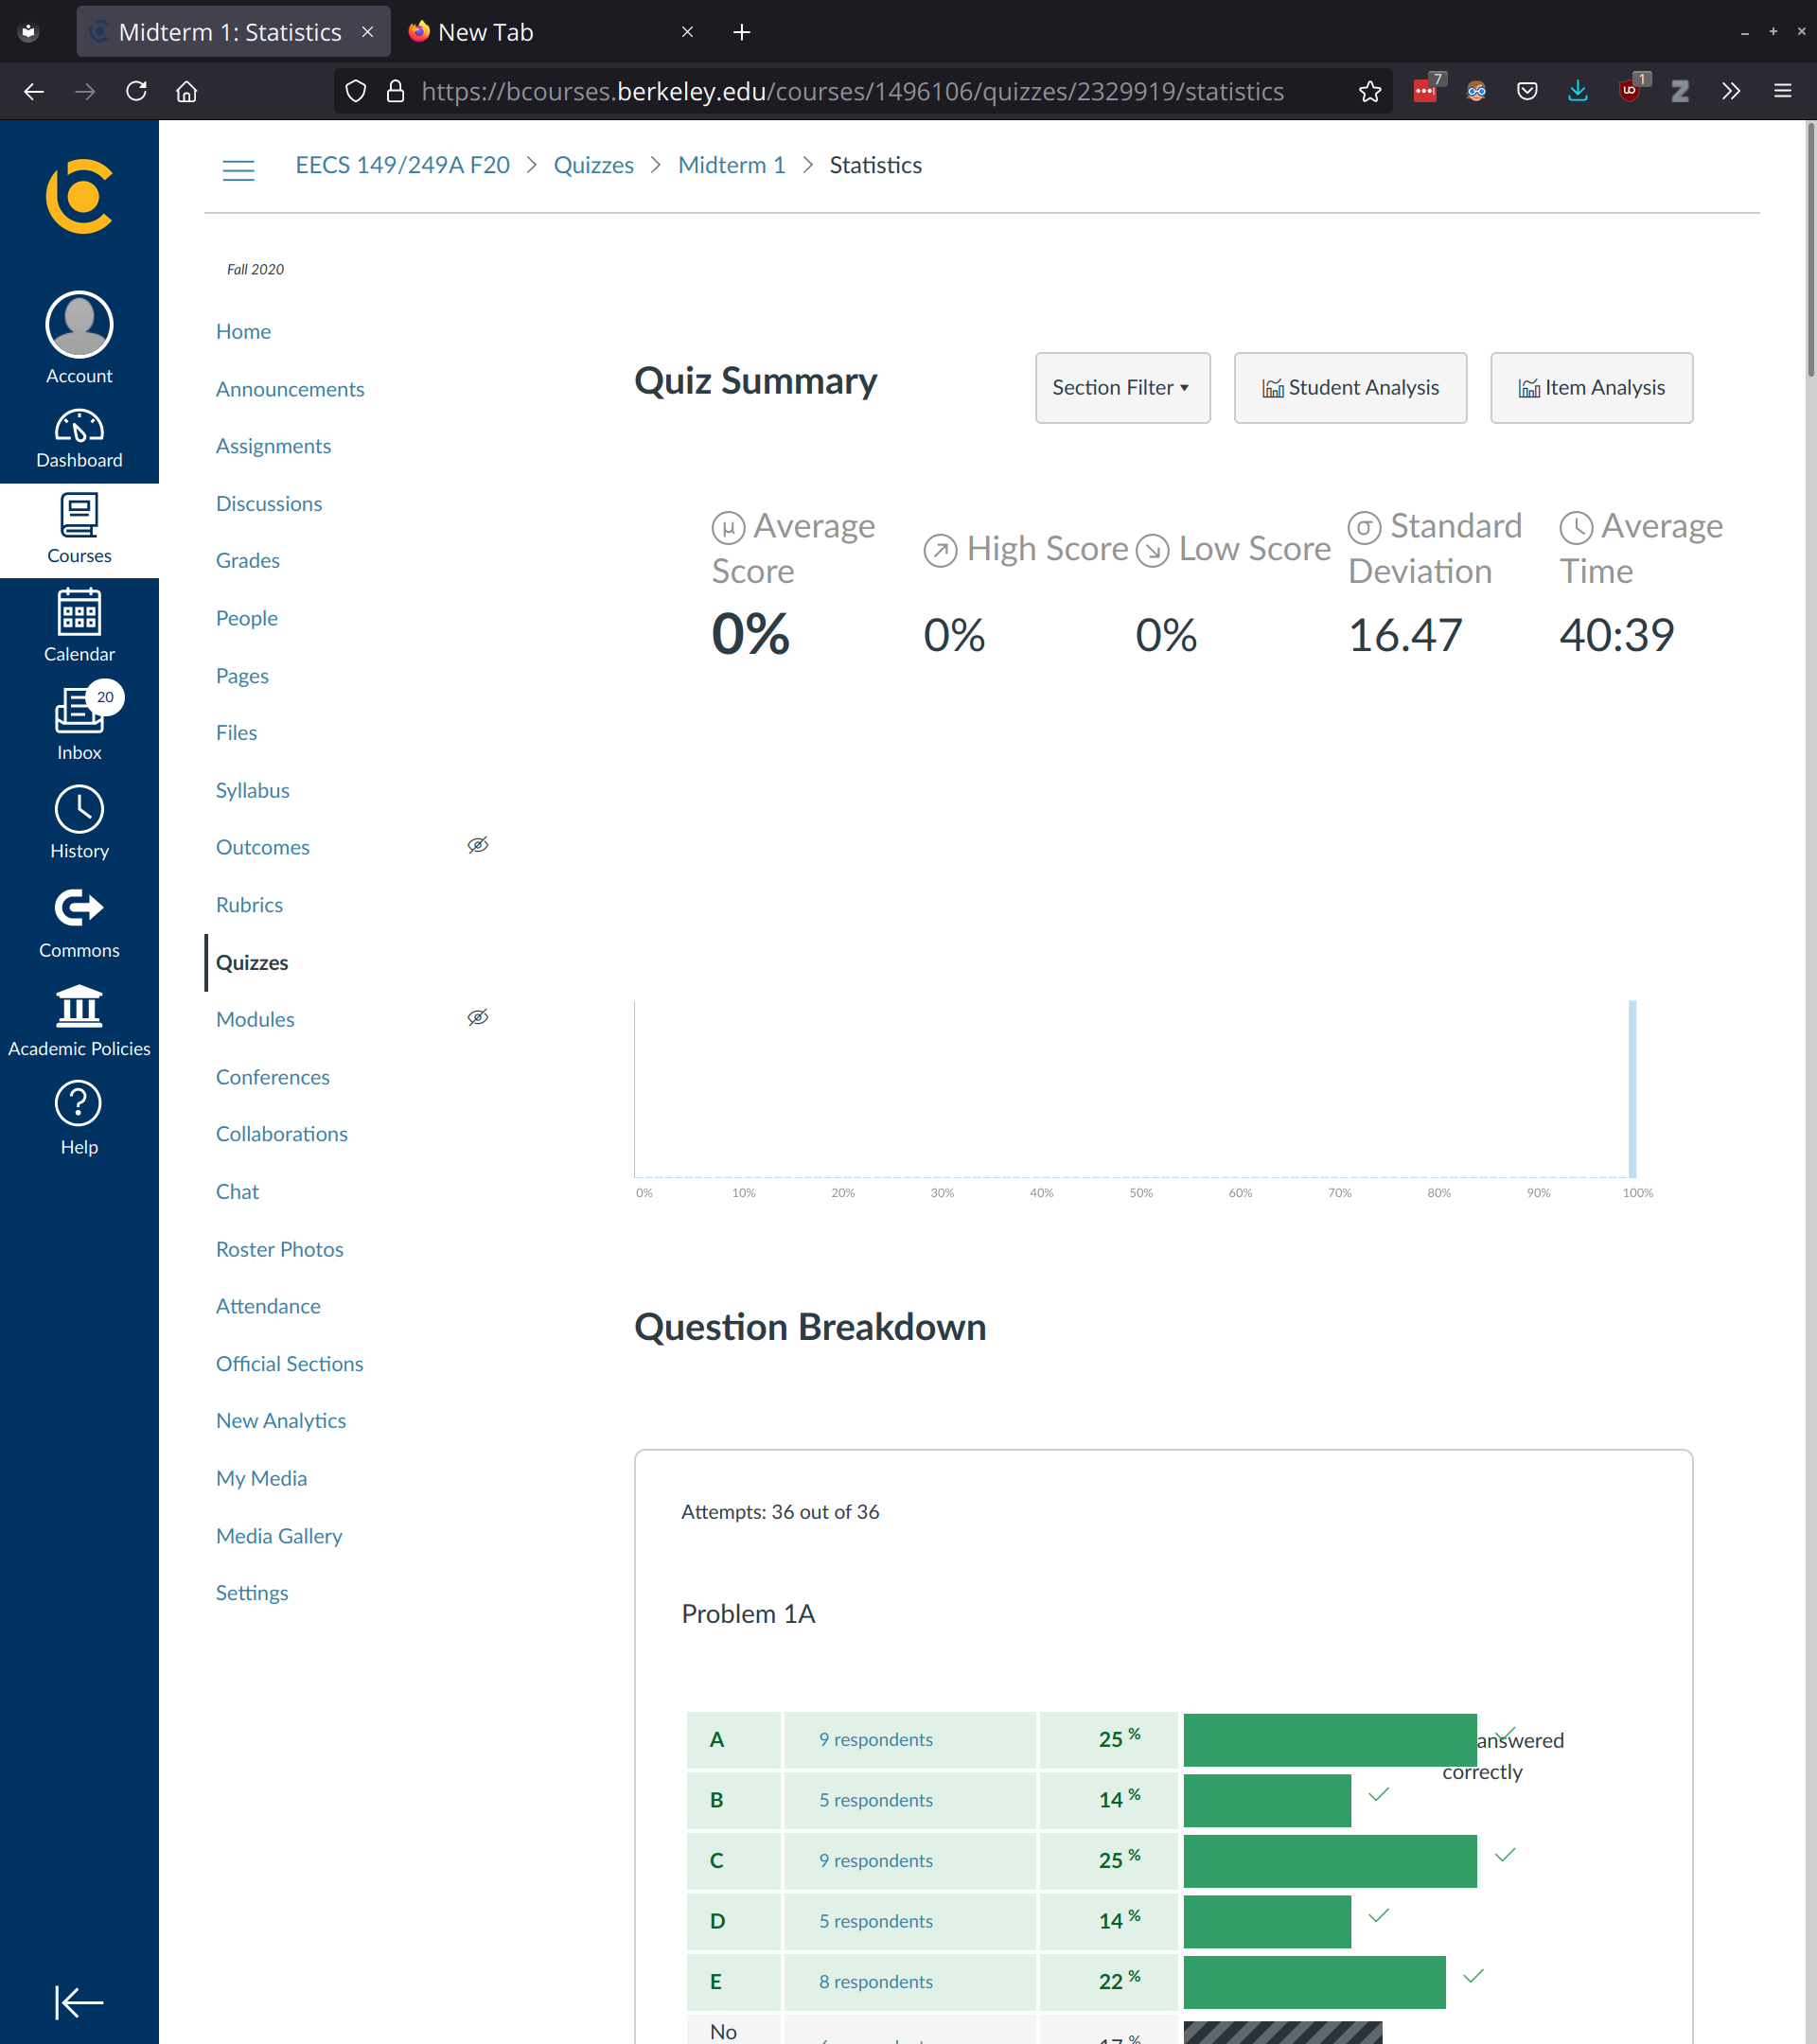 Midterm 1: Statistics
New Tab
https://bcourses.berkeley.edu/courses/1496106/quizzes/2329919/statistics
7
1
Account
Dashboard
Courses
Calendar
20
Inbox
History
Commons
Academic Policies
Help
EECS 149/249A F20 > Quizzes > Midterm 1 > Statistics
Fall 2020
Home
Announcements
Assignments
Discussions
Grades
People
Pages
Files
Syllabus
Outcomes
Rubrics
Quizzes
Modules
Conferences
Collaborations
Chat
Roster Photos
Attendance
Official Sections
New Analytics
My Media
Media Gallery
Settings
Quiz Summary
Section Filter
Student Analysis
Item Analysis
μ Average Score
0%
High Score
0%
Low Score
0%
σ Standard Deviation
16.47
Average Time
40:39
0% 10% 20% 30% 40% 50% 60% 70% 80% 90% 100%
Question Breakdown
Attempts: 36 out of 36
Problem 1A
A 9 respondents 25 %
answered
correctly
B 5 respondents 14 %
C 9 respondents 25 %
D 5 respondents 14 %
E 8 respondents 22 %
No